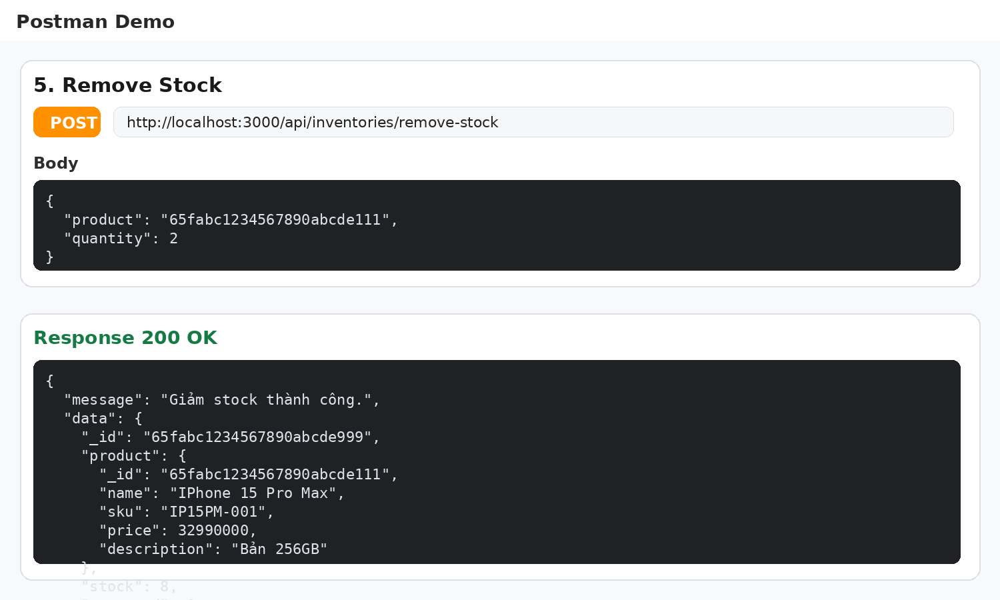 Postman Demo
5. Remove Stock
POST
http://localhost:3000/api/inventories/remove-stock
Body
{
  "product": "65fabc1234567890abcde111",
  "quantity": 2
}
Response 200 OK
{
  "message": "Giảm stock thành công.",
  "data": {
    "_id": "65fabc1234567890abcde999",
    "product": {
      "_id": "65fabc1234567890abcde111",
      "name": "IPhone 15 Pro Max",
      "sku": "IP15PM-001",
      "price": 32990000,
      "description": "Bản 256GB"
    },
    "stock": 8,